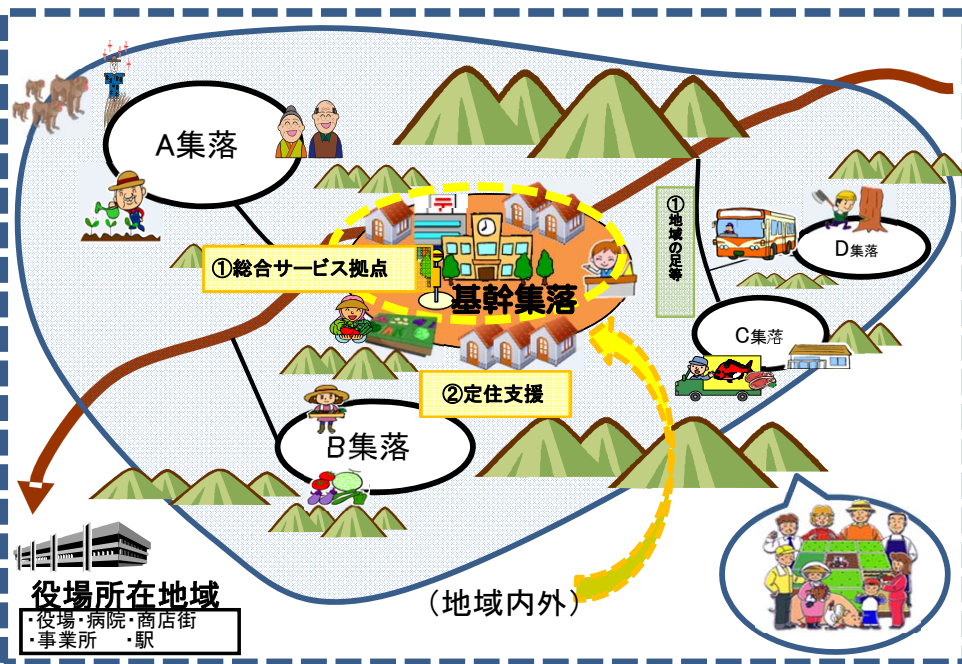 A集落
〒
①総合サービス拠点
基幹集落
①地域の足等
D集落
C集落
②定住支援
B集落
役場所在地域
・役場・病院・商店街
・事業所 ・駅
（地域内外）